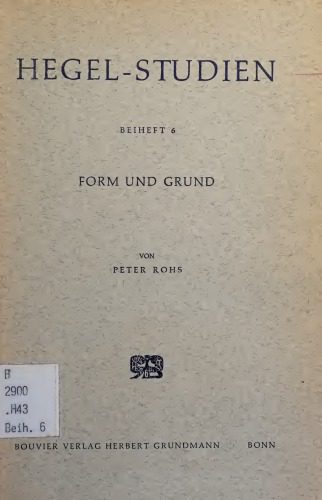 HEGEL-STUDIEN
BEIHEFT 6
FORM UND GRUND
VON
PETER ROHS
B
2900
.H43
Beih. 6
BOUVIER VERLAG HERBERT GRUNDMANN BONN